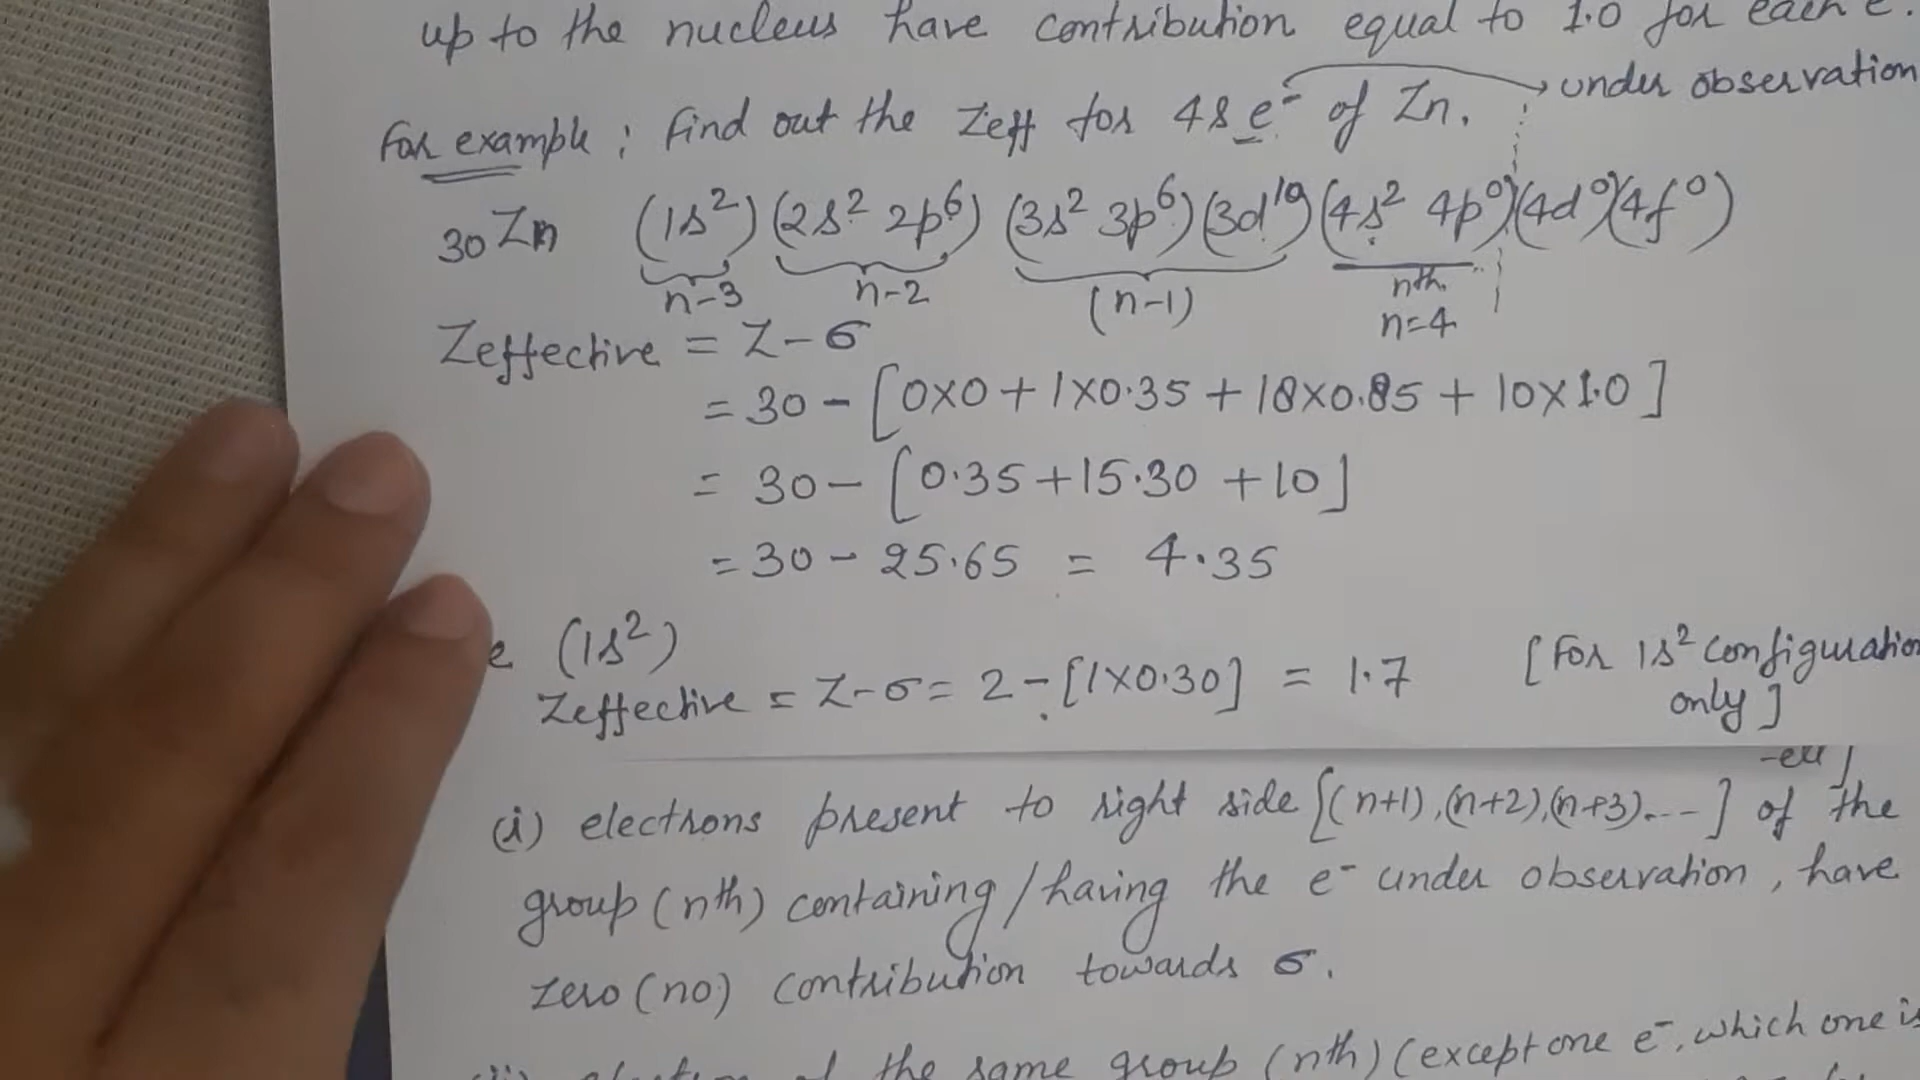 up to the nucleus have contribution equal to 1.0 for each e
under observation
For example : Find out the Zeff for 4s e⁻ of Zn.
₃₀Zn (1s²) (2s² 2p⁶) (3s² 3p⁶) (3d¹⁰) (4s² 4p⁰) (4d⁰) (4f⁰)
n-3 n-2 (n-1) nth
n=4
Zeffective = Z-σ
= 30 - [0×0 + 1×0.35 + 18×0.85 + 10×1.0]
= 30 - [0.35 + 15.30 + 10]
= 30 - 25.65 = 4.35
e (1s²)
Zeffective = Z-σ = 2 - [1×0.30] = 1.7 [For 1s² configuration
only]
(i) electrons present to right side [(n+1), (n+2), (n+3)...-] of the
group (nth) containing / having the e⁻ under observation, have
zero (no) contribution towards σ.
the same group (nth) (except one e⁻, which one is